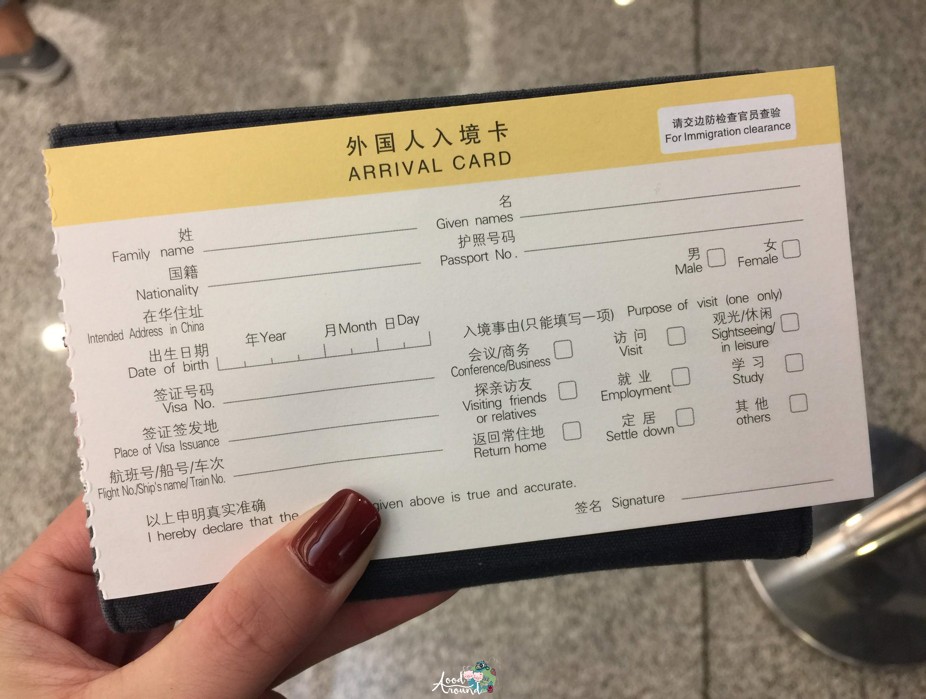 外国人入境卡
ARRIVAL CARD
请交边防检查官员查验
For Immigration clearance
姓
Family name
名
Given names
国籍
Nationality
护照号码
Passport No.
在华住址
Intended Address in China
男
Male
女
Female
出生日期
Date of birth
年Year 月Month 日Day
签证号码
Visa No.
签证签发地
Place of Visa Issuance
航班号/船号/车次
Flight No./Ship's name/Train No.
入境事由(只能填写一项) Purpose of visit (one only)
会议/商务
Conference/Business
访问
Visit
观光/休闲
Sightseeing/
in leisure
探亲访友
Visiting friends
or relatives
就业
Employment
学习
Study
返回常住地
Return home
定居
Settle down
其他
others
以上申明真实准确
I hereby declare that the given above is true and accurate.
签名 Signature
Food
Around